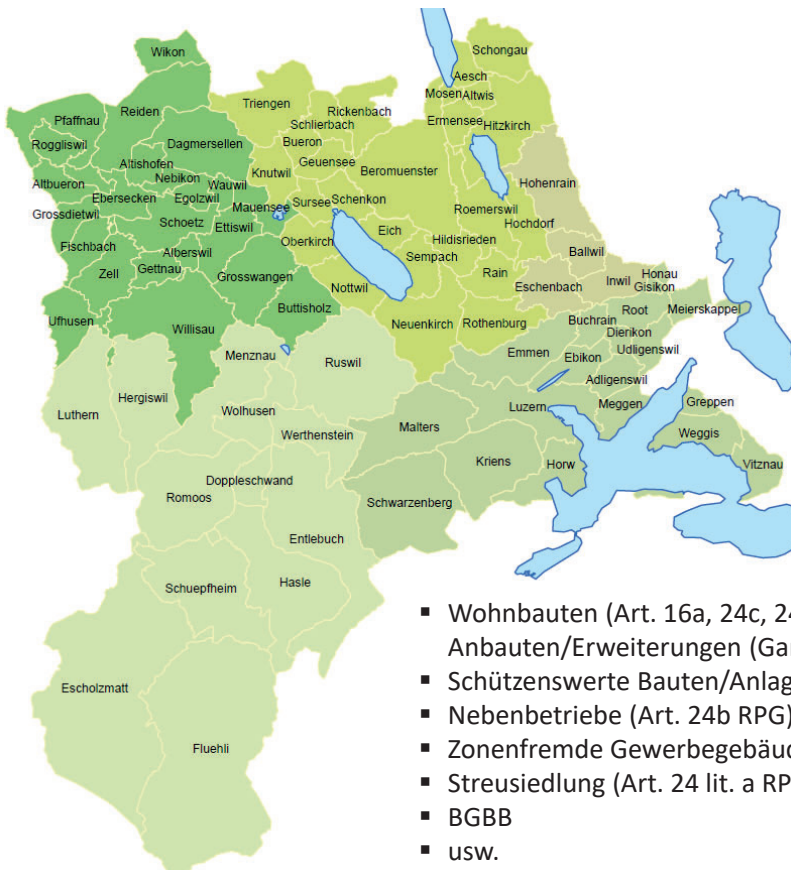 Wikon
Schongau
Aesch
Mosen Altwis
Triengen
Rickenbach
Reiden
Pfaffnau
Schlierbach
Ermensee Hitzkirch
Roggliswil
Dagmersellen
Bueron
Altishofen
Geuensee
Beromuenster
Nebikon
Knutwil
Altbueron
Wauwil
Hohenrain
Ebersecken
Egolzwil
Mauensee
Sursee Schenkon
Grossdietwil
Roemerswil
Schoetz
Ettiswil
Hochdorf
Eich
Fischbach
Oberkirch
Hildisrieden
Alberswil
Ballwil
Sempach
Zell
Gettnau
Grosswangen
Rain
Honau
Inwil
Gisikon
Nottwil
Eschenbach
Buttisholz
Root
Meierskappel
Ufhusen
Willisau
Neuenkirch
Rothenburg
Buchrain
Dierikon
Menznau
Ruswil
Emmen
Ebikon
Udligenswil
Adligenswil
Hergiswil
Greppen
Luthern
Wolhusen
Luzern
Meggen
Malters
Werthenstein
Weggis
Kriens
Horw
Vitznau
Doppleschwand
Romoos
Schwarzenberg
Entlebuch
Schuepfheim
Hasle
Escholzmatt
Fluehli
▪ Wohnbauten (Art. 16a, 24c, 24
Anbauten/Erweiterungen (Ga
▪ Schützenswerte Bauten/Anlag
▪ Nebenbetriebe (Art. 24b RPG)
▪ Zonenfremde Gewerbegebäud
▪ Streusiedlung (Art. 24 lit. a RP
▪ BGBB
▪ usw.